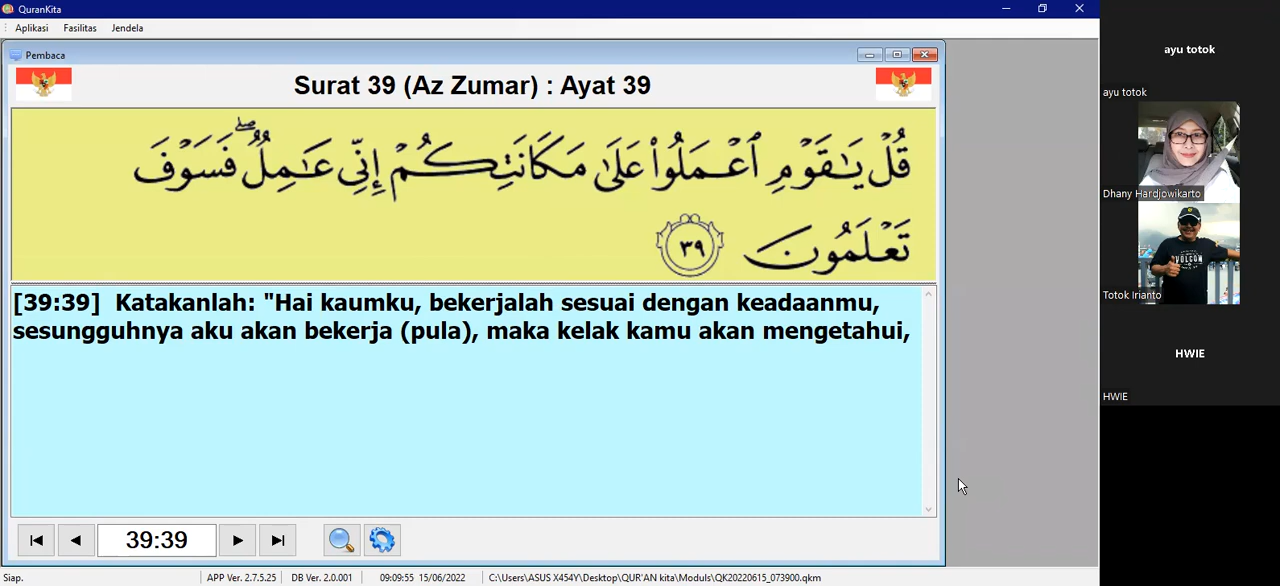 QuranKita
Aplikasi Fasilitas Jendela
Pembaca
Surat 39 (Az Zumar) : Ayat 39
قُلْ يَـٰقَوْمِ ٱعْمَلُوا۟ عَلَىٰ مَكَانَتِكُمْ إِنِّى عَـٰمِلٌ ۖ فَسَوْفَ
تَعْلَمُونَ ٣٩
[39:39] Katakanlah: "Hai kaumku, bekerjalah sesuai dengan keadaanmu,
sesungguhnya aku akan bekerja (pula), maka kelak kamu akan mengetahui,
39:39
Siap. APP Ver. 2.7.5.25 DB Ver. 2.0.001 09:09:55 15/06/2022 C:\Users\ASUS X454Y\Desktop\QUR'AN kita\Moduls\QK20220615_073900.qkm
ayu totok
ayu totok
Dhany Hardjowikarto
VOLCOM
Totok Irianto
HWIE
HWIE